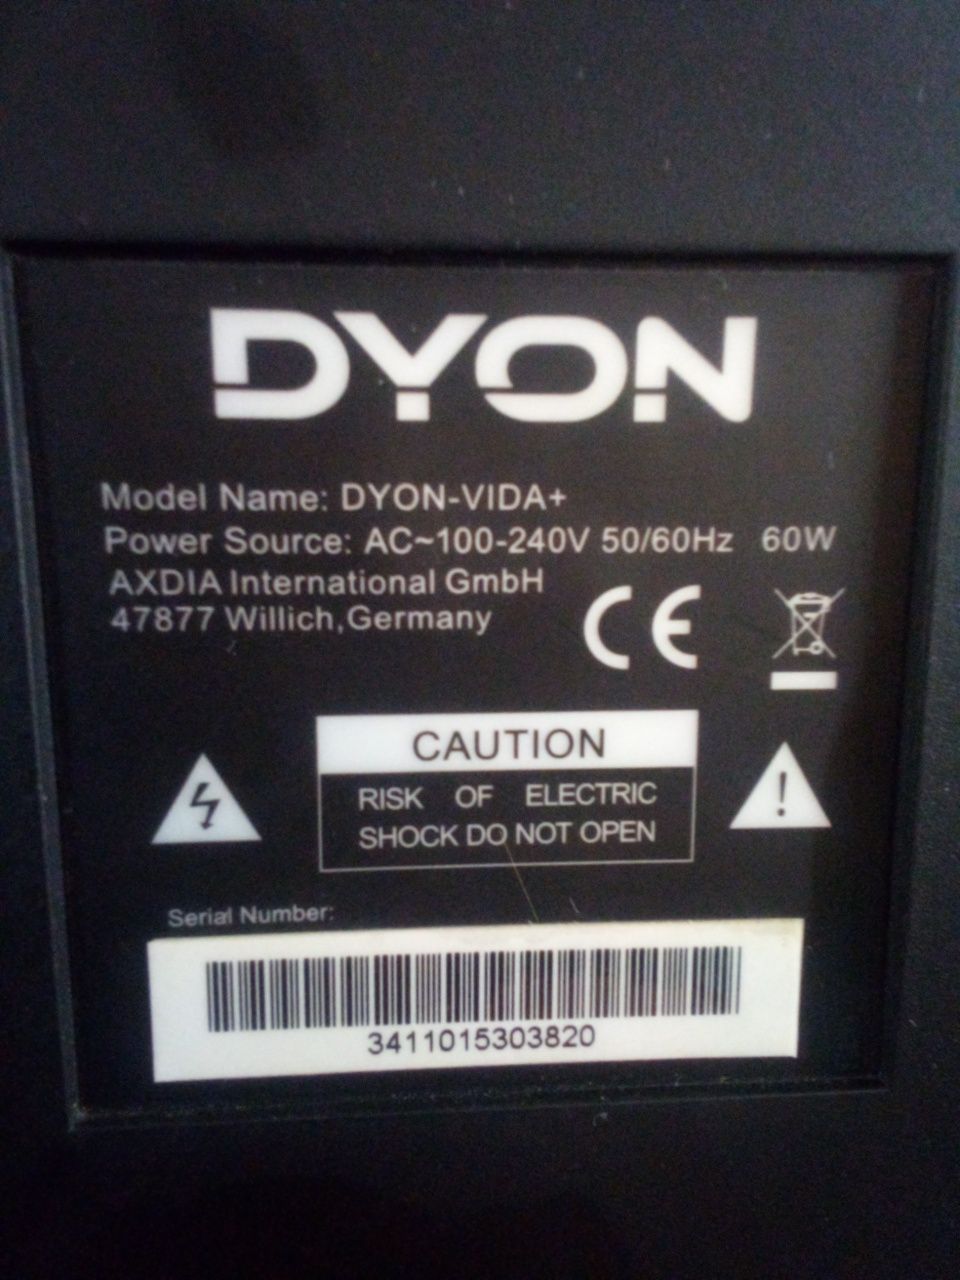 DYON
Model Name: DYON-VIDA+
Power Source: AC~100-240V 50/60Hz 60W
AXDIA International GmbH
47877 Willich,Germany
CE
CAUTION
RISK OF ELECTRIC
SHOCK DO NOT OPEN
!
Serial Number:
3411015303820